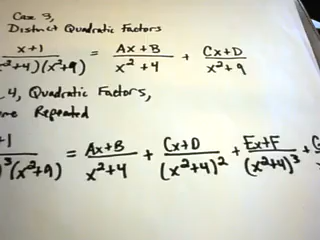 Case 3,
Distinct Quadratic Factors
x+1 / (x²+4)(x²+9) = Ax+B / x²+4 + Cx+D / x²+9
4, Quadratic Factors,
Repeated
+1 / )³(x²+9) = Ax+B / x²+4 + Cx+D / (x²+4)² + Ex+F / (x²+4)³ + G